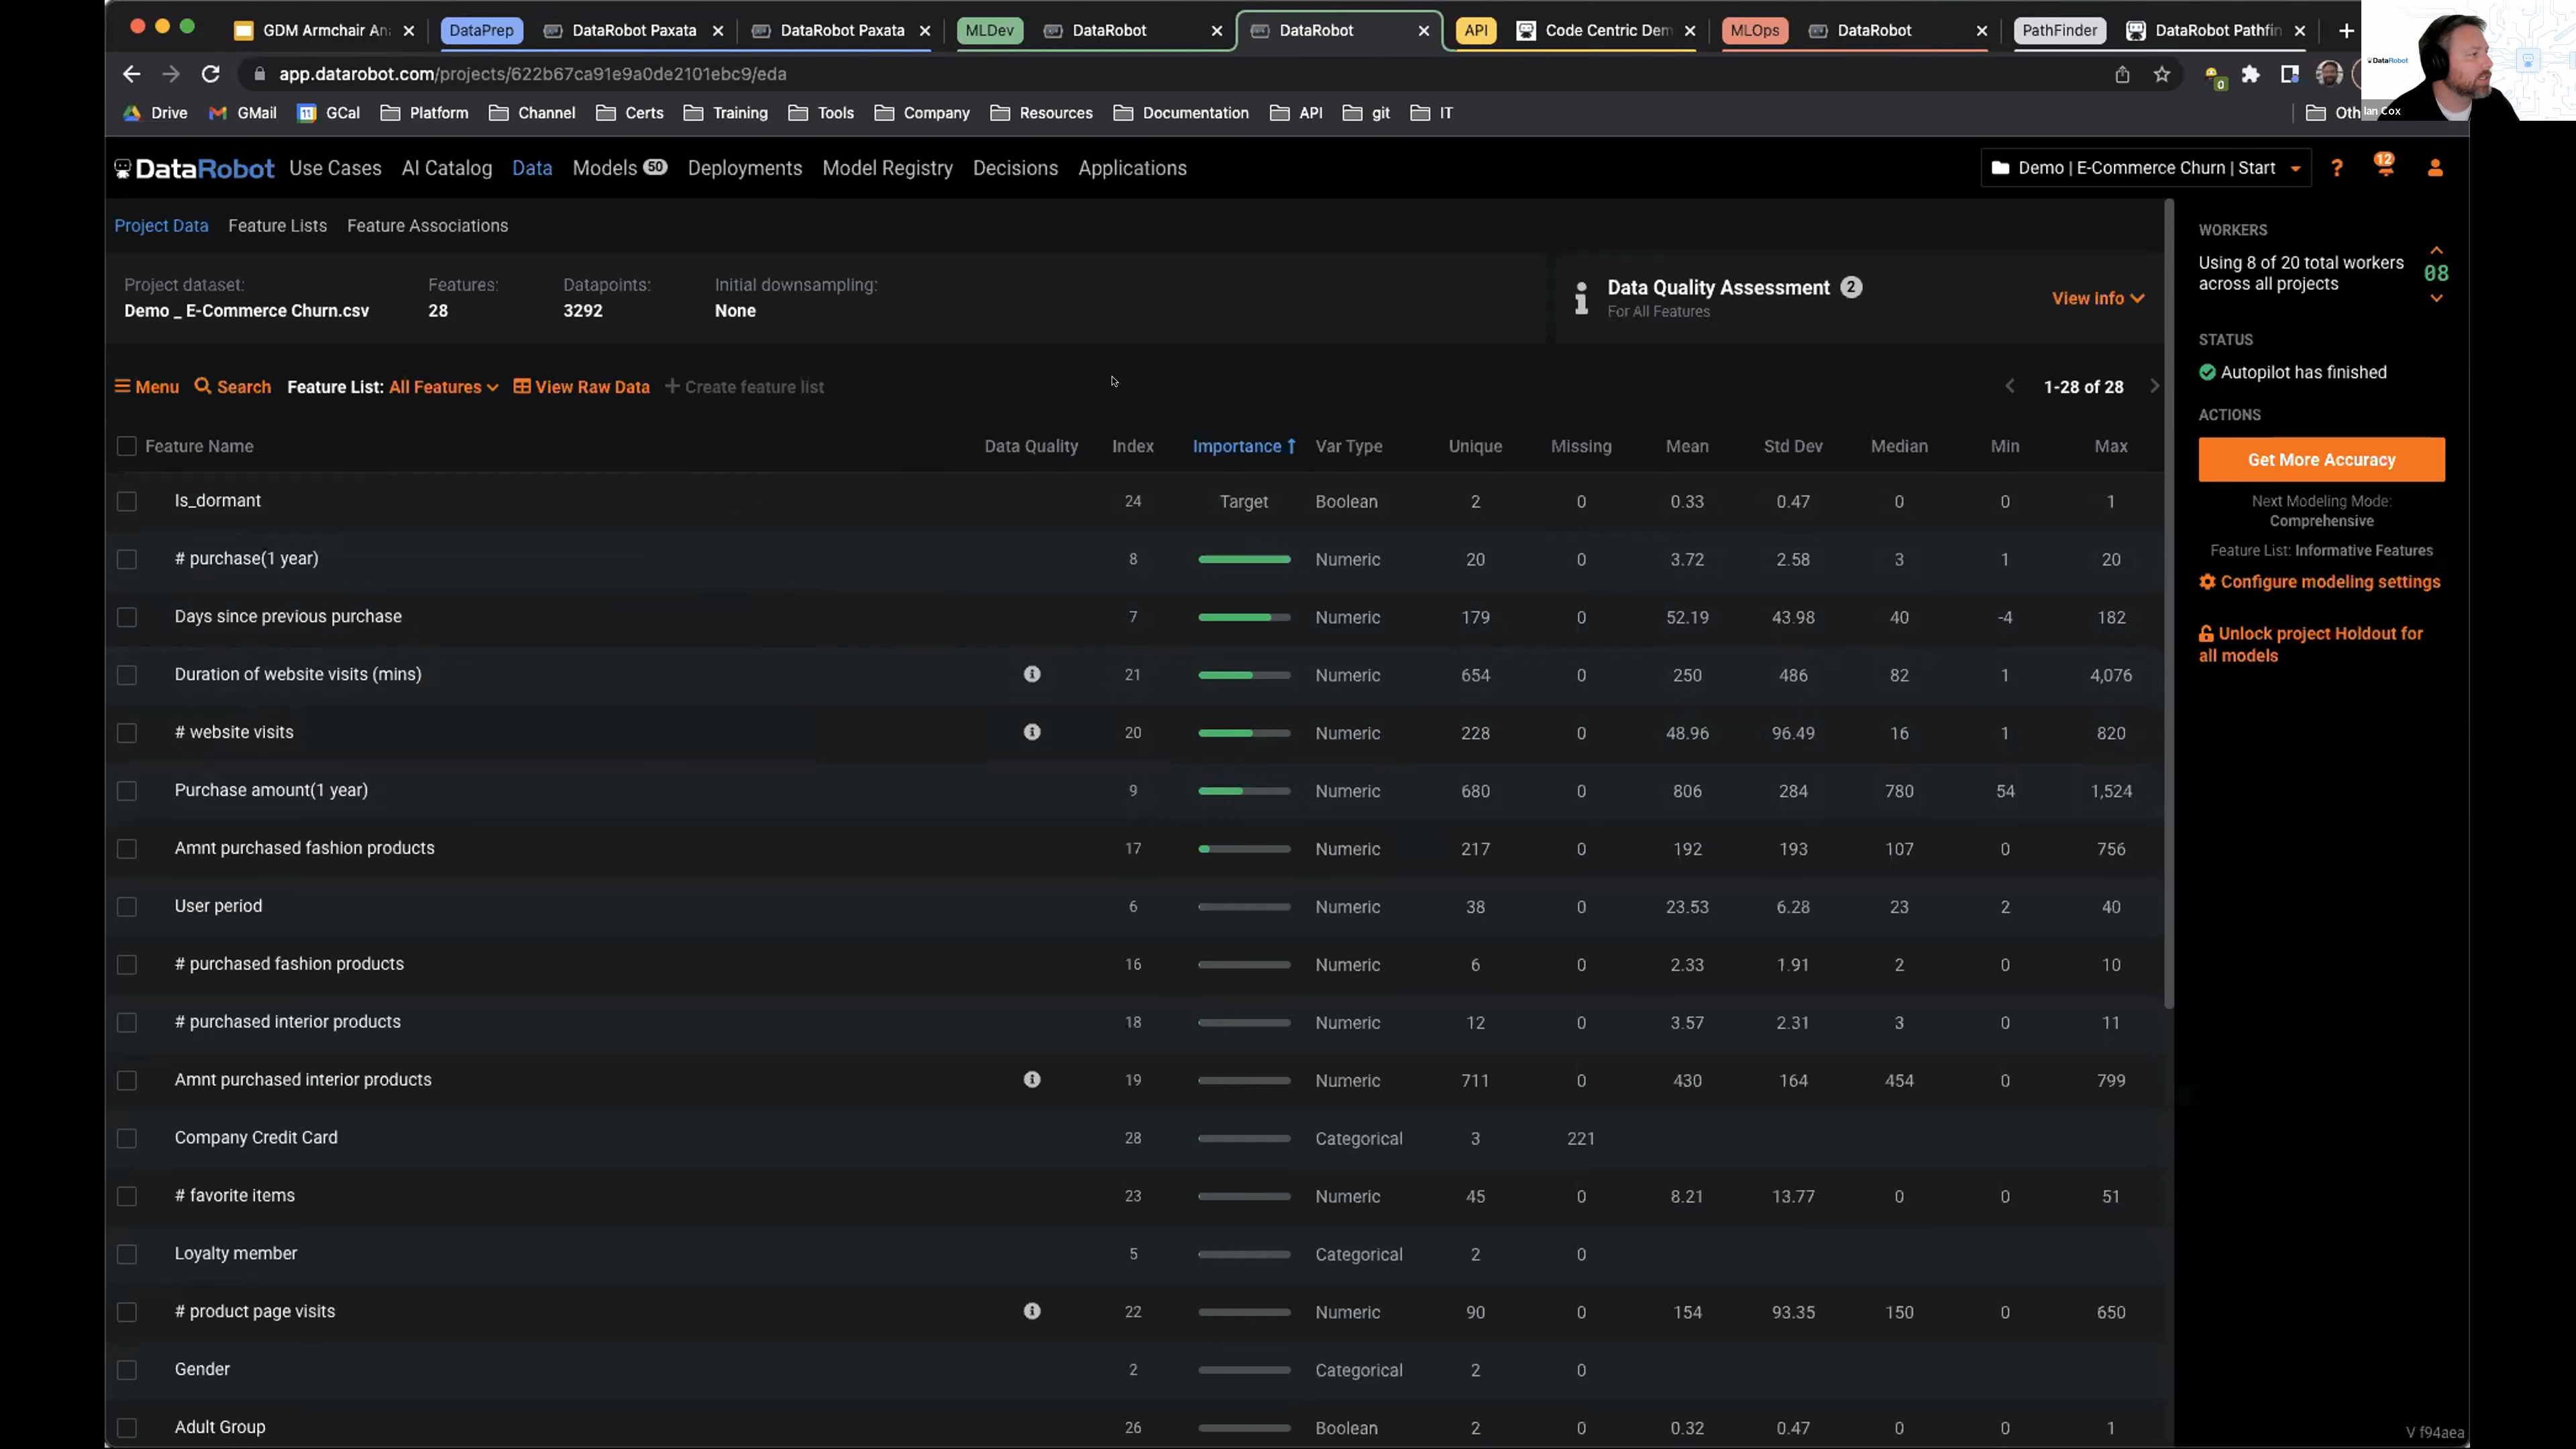 GDM Armchair An
DataPrep
DataRobot Paxata
DataRobot Paxata
MLDev
DataRobot
DataRobot
API
Code Centric Dem
MLOps
DataRobot
PathFinder
DataRobot Pathfin
app.datarobot.com/projects/622b67ca91e9a0de2101ebc9/eda
0
DataRobot
Drive GMail 11 GCal Platform Channel Certs Training Tools Company Resources Documentation API git IT Oth
Ian Cox
DataRobot Use Cases AI Catalog Data Models 50 Deployments Model Registry Decisions Applications
Demo | E-Commerce Churn | Start ? 12
Project Data Feature Lists Feature Associations
Project dataset: Features: Datapoints: Initial downsampling:
Demo _ E-Commerce Churn.csv 28 3292 None
Data Quality Assessment 2
For All Features
View info
Menu Search Feature List: All Features View Raw Data + Create feature list
1-28 of 28
Feature Name Data Quality Index Importance ↑ Var Type Unique Missing Mean Std Dev Median Min Max
Is_dormant 24 Target Boolean 2 0 0.33 0.47 0 0 1
# purchase(1 year) 8 Numeric 20 0 3.72 2.58 3 1 20
Days since previous purchase 7 Numeric 179 0 52.19 43.98 40 -4 182
Duration of website visits (mins) i 21 Numeric 654 0 250 486 82 1 4,076
# website visits i 20 Numeric 228 0 48.96 96.49 16 1 820
Purchase amount(1 year) 9 Numeric 680 0 806 284 780 54 1,524
Amnt purchased fashion products 17 Numeric 217 0 192 193 107 0 756
User period 6 Numeric 38 0 23.53 6.28 23 2 40
# purchased fashion products 16 Numeric 6 0 2.33 1.91 2 0 10
# purchased interior products 18 Numeric 12 0 3.57 2.31 3 0 11
Amnt purchased interior products i 19 Numeric 711 0 430 164 454 0 799
Company Credit Card 28 Categorical 3 221
# favorite items 23 Numeric 45 0 8.21 13.77 0 0 51
Loyalty member 5 Categorical 2 0
# product page visits i 22 Numeric 90 0 154 93.35 150 0 650
Gender 2 Categorical 2 0
Adult Group 26 Boolean 2 0 0.32 0.47 0 0 1
WORKERS
Using 8 of 20 total workers
across all projects
08
STATUS
Autopilot has finished
ACTIONS
Get More Accuracy
Next Modeling Mode:
Comprehensive
Feature List: Informative Features
Configure modeling settings
Unlock project Holdout for
all models
V f94aea